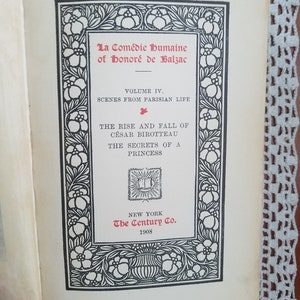 La Comédie Humaine
of Honoré de Balzac
VOLUME IV:
SCENES FROM PARISIAN LIFE
THE RISE AND FALL OF
CÉSAR BIROTTEAU
THE SECRETS OF A
PRINCESS
NEW YORK
The Century Co.
1908